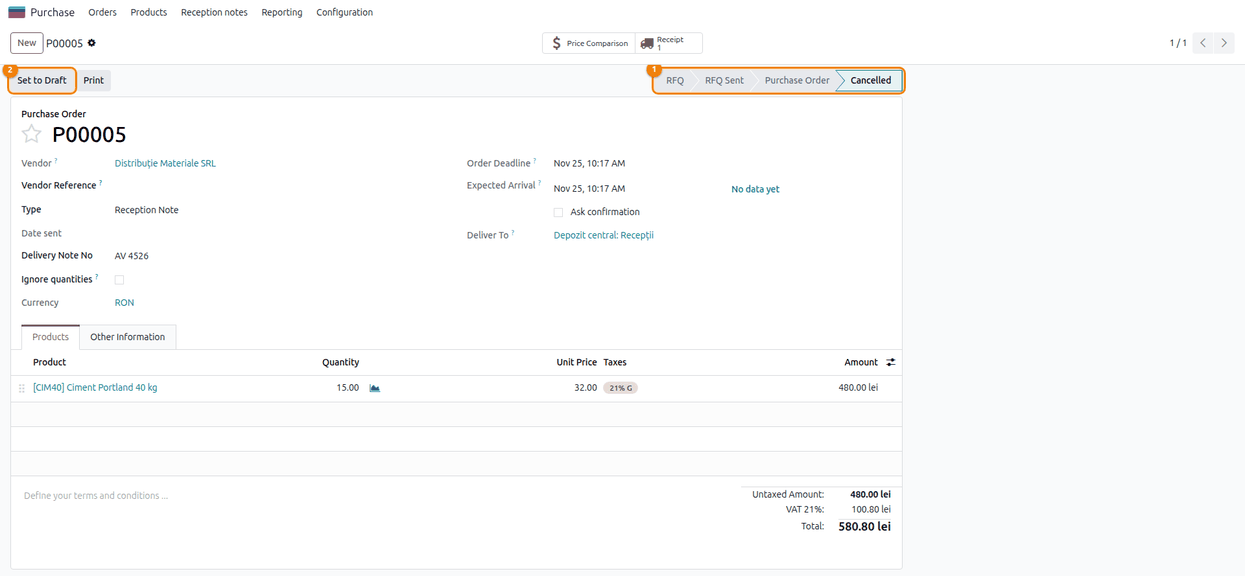 Purchase Orders Products Reception notes Reporting Configuration
New P00005 Price Comparison Receipt 1 1 / 1
2 Set to Draft Print 1 RFQ RFQ Sent Purchase Order Cancelled
Purchase Order
P00005
Vendor ? Distribuție Materiale SRL Order Deadline ? Nov 25, 10:17 AM
Vendor Reference ? Expected Arrival ? Nov 25, 10:17 AM No data yet
Type Reception Note Ask confirmation
Date sent Deliver To ? Depozit central: Recepții
Delivery Note No AV 4526
Ignore quantities ?
Currency RON
Products Other Information
Product Quantity Unit Price Taxes Amount
[CIM40] Ciment Portland 40 kg 15.00 32.00 21% G 480.00 lei
Define your terms and conditions ... Untaxed Amount: 480.00 lei
VAT 21%: 100.80 lei
Total: 580.80 lei